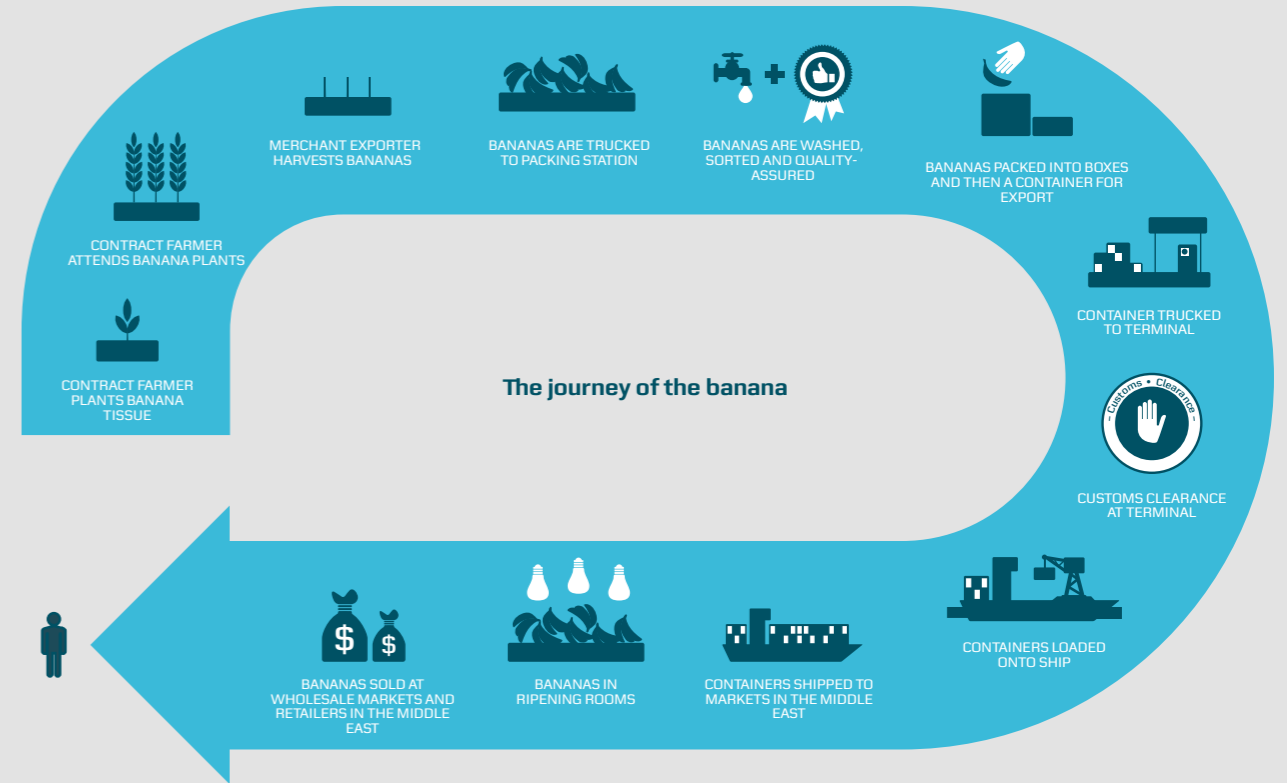 CONTRACT FARMER
PLANTS BANANA
TISSUE
CONTRACT FARMER
ATTENDS BANANA PLANTS
MERCHANT EXPORTER
HARVESTS BANANAS
BANANAS ARE TRUCKED
TO PACKING STATION
BANANAS ARE WASHED,
SORTED AND QUALITY-
ASSURED
BANANAS PACKED INTO BOXES
AND THEN A CONTAINER FOR
EXPORT
CONTAINER TRUCKED
TO TERMINAL
– Customs • Clearance –
CUSTOMS CLEARANCE
AT TERMINAL
CONTAINERS LOADED
ONTO SHIP
CONTAINERS SHIPPED TO
MARKETS IN THE MIDDLE
EAST
BANANAS IN
RIPENING ROOMS
$ $
BANANAS SOLD AT
WHOLESALE MARKETS AND
RETAILERS IN THE MIDDLE
EAST
The journey of the banana